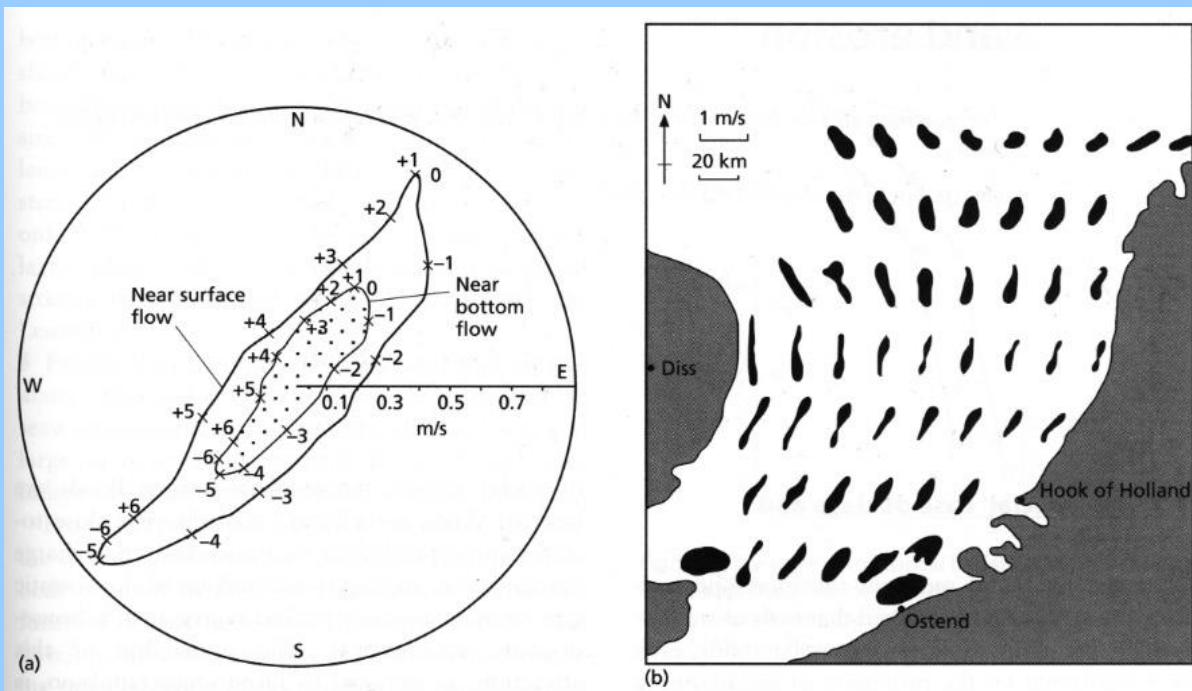 N
+1 0
+2
+3
-1
+1
0
Near surface
flow
+2
Near
bottom
flow
+3
-1
+4
+4
-2
-2
W
E
+5
0.1 0.3 0.5 0.7
m/s
+5
+6
-3
-6
-4
-5
-3
+6
-6
-4
-5
S
(a)
N
1 m/s
20 km
Diss
Hook of Holland
Ostend
(b)